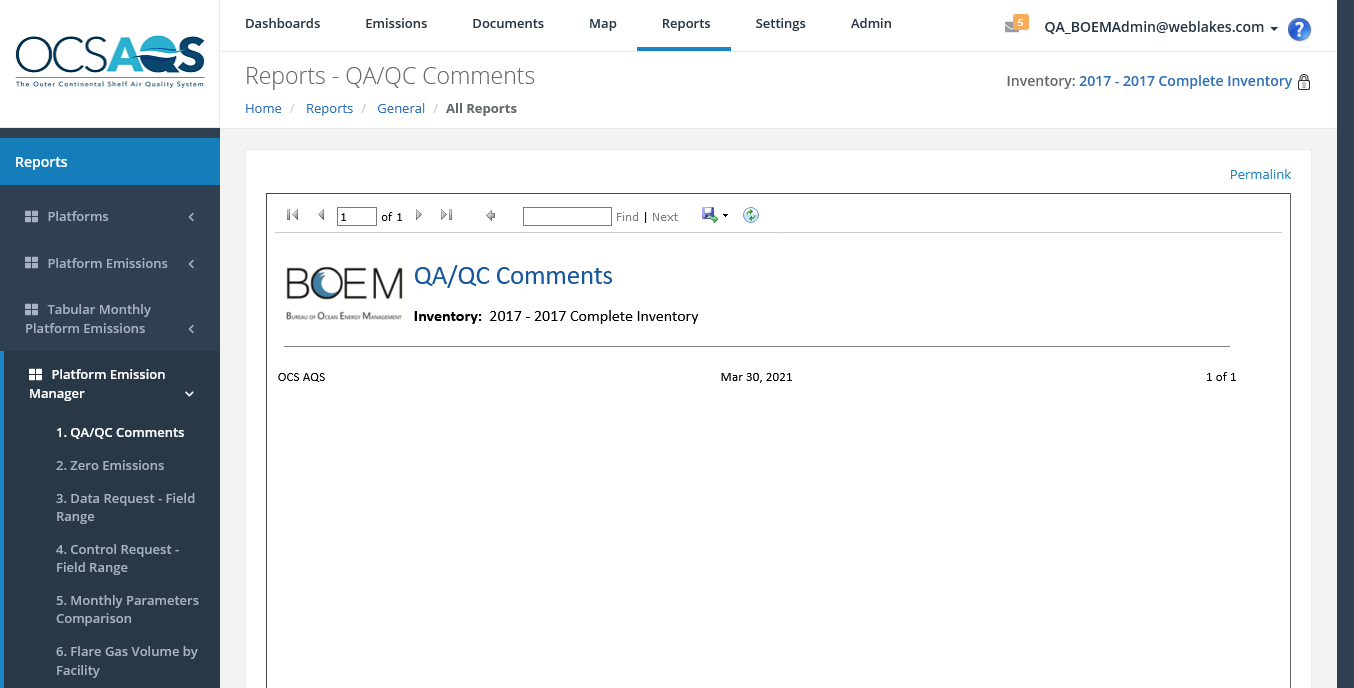 OCSAQS
The Outer Continental Shelf Air Quality System
Dashboards Emissions Documents Map Reports Settings Admin
5
QA_BOEMAdmin@weblakes.com
?
Reports - QA/QC Comments
Inventory: 2017 - 2017 Complete Inventory
Home / Reports / General / All Reports
Reports
Platforms
Platform Emissions
Tabular Monthly
Platform Emissions
Platform Emission
Manager
1. QA/QC Comments
2. Zero Emissions
3. Data Request - Field
Range
4. Control Request -
Field Range
5. Monthly Parameters
Comparison
6. Flare Gas Volume by
Facility
Permalink
1 of 1 Find | Next
BOEM
Bureau of Ocean Energy Management
QA/QC Comments
Inventory: 2017 - 2017 Complete Inventory
OCS AQS Mar 30, 2021 1 of 1